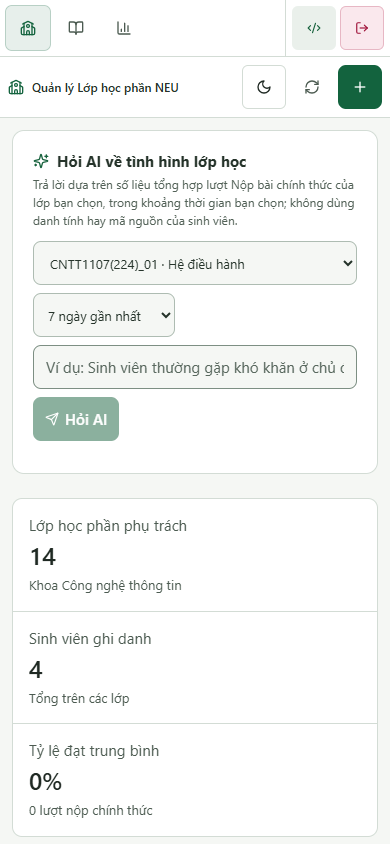 Quản lý Lớp học phần NEU
Hỏi AI về tình hình lớp học
Trả lời dựa trên số liệu tổng hợp lượt Nộp bài chính thức của
lớp bạn chọn, trong khoảng thời gian bạn chọn; không dùng
danh tính hay mã nguồn của sinh viên.
CNTT1107(224)_01 · Hệ điều hành
7 ngày gần nhất
Ví dụ: Sinh viên thường gặp khó khăn ở chủ
Hỏi AI
Lớp học phần phụ trách
14
Khoa Công nghệ thông tin
Sinh viên ghi danh
4
Tổng trên các lớp
Tỷ lệ đạt trung bình
0%
0 lượt nộp chính thức